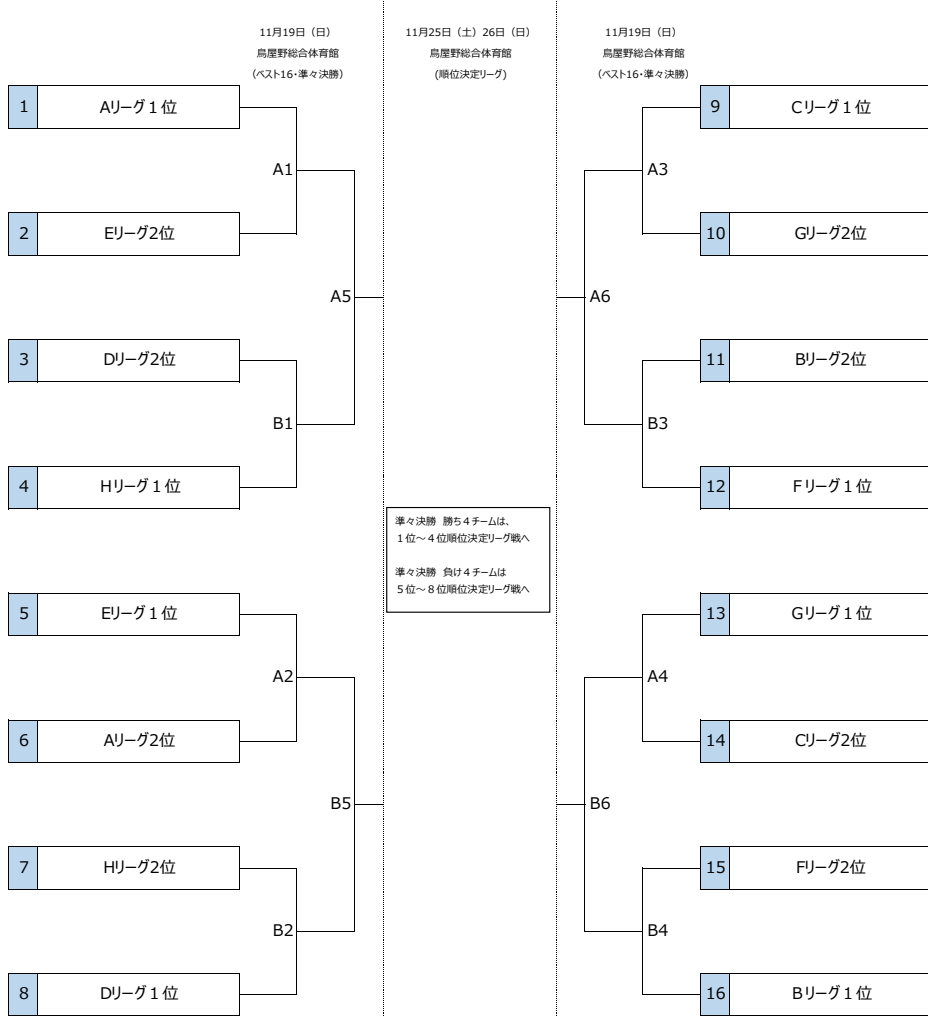 11月19日（日）
鳥屋野総合体育館
（ベスト16・準々決勝）
11月25日（土）26日（日）
鳥屋野総合体育館
(順位決定リーグ)
11月19日（日）
鳥屋野総合体育館
（ベスト16・準々決勝）
1 Aリーグ１位
A1
2 Eリーグ2位
A5
3 Dリーグ2位
B1
4 Hリーグ１位
5 Eリーグ１位
A2
6 Aリーグ2位
B5
7 Hリーグ2位
B2
8 Dリーグ１位
準々決勝 勝ち４チームは、
１位～４位順位決定リーグ戦へ
準々決勝 負け４チームは
５位～８位順位決定リーグ戦へ
9 Cリーグ１位
A3
10 Gリーグ2位
A6
11 Bリーグ2位
B3
12 Fリーグ１位
13 Gリーグ１位
A4
14 Cリーグ2位
B6
15 Fリーグ2位
B4
16 Bリーグ１位